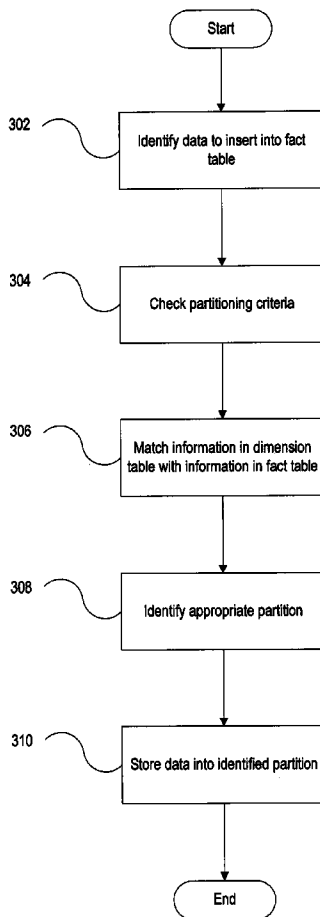 Start
302
Identify data to insert into fact
table
304
Check partitioning criteria
306
Match information in dimension
table with information in fact table
308
Identify appropriate partition
310
Store data into identified partition
End